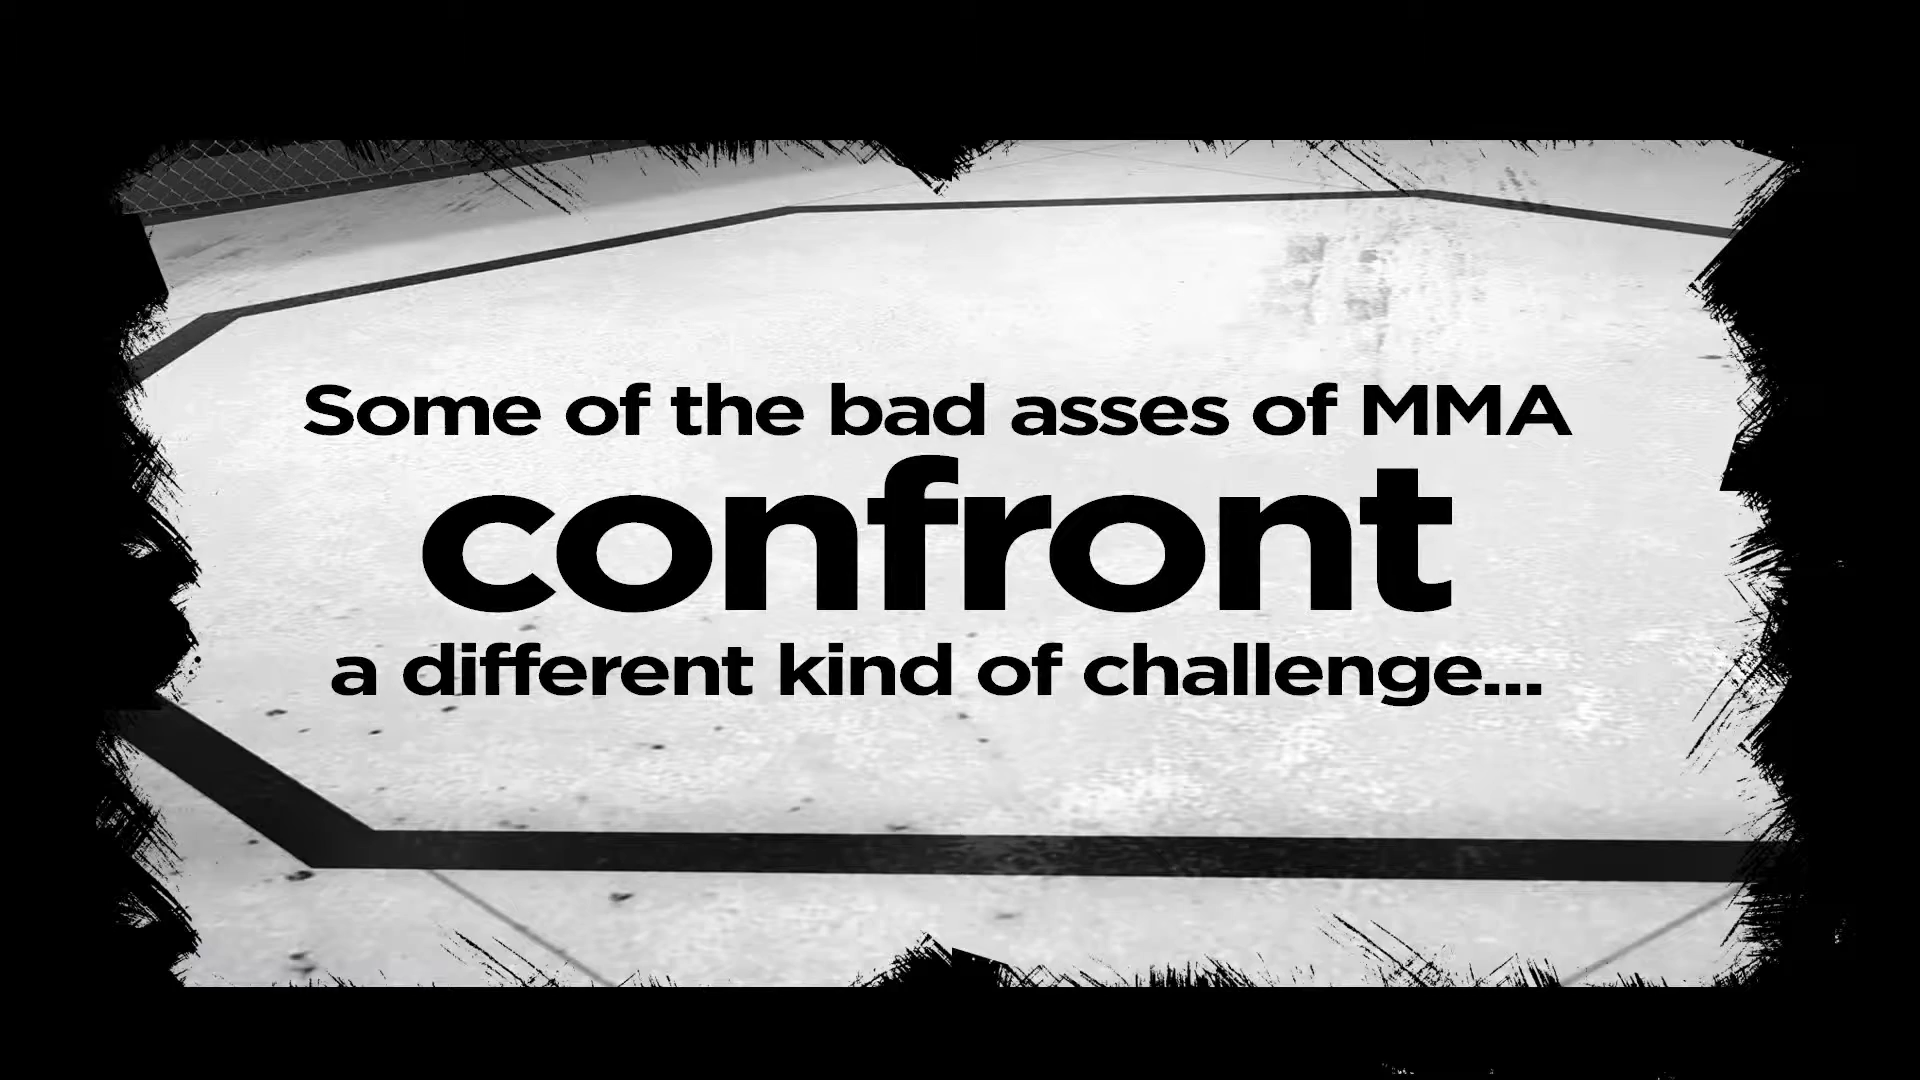 Some of the bad asses of MMA
confront
a different kind of challenge...